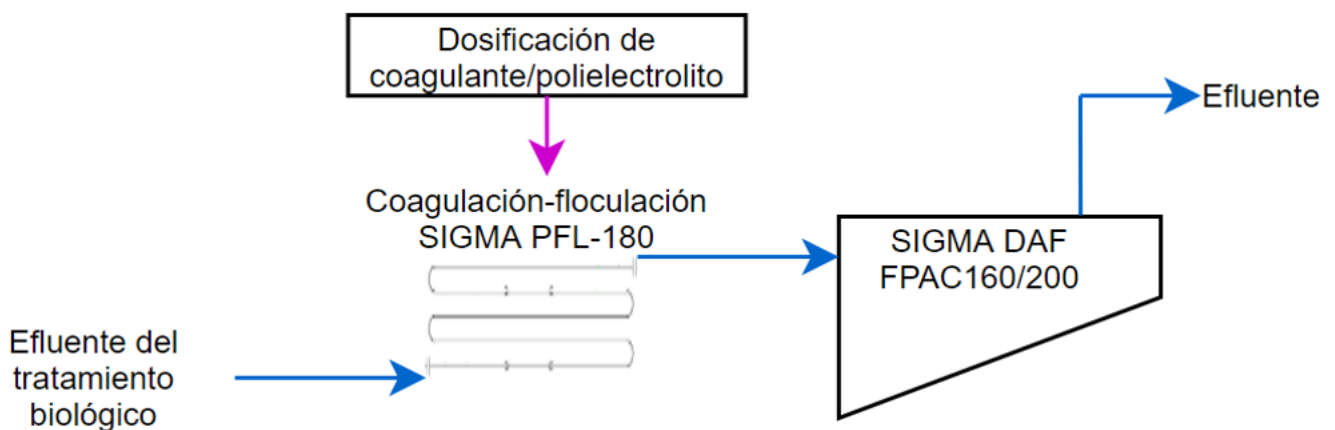 Dosificación de
coagulante/polielectrolito
Efluente
Coagulación-floculación
SIGMA PFL-180
SIGMA DAF
FPAC160/200
Efluente del
tratamiento
biológico